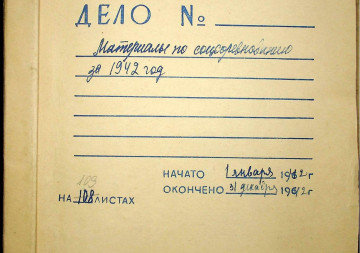 ДЕЛО № 
Материалы по соцсоревнованию
за 1942 год
НАЧАТО 1 января 1942 г
ОКОНЧЕНО 31 декабря 1942 г
103
НА 108 ЛИСТАХ